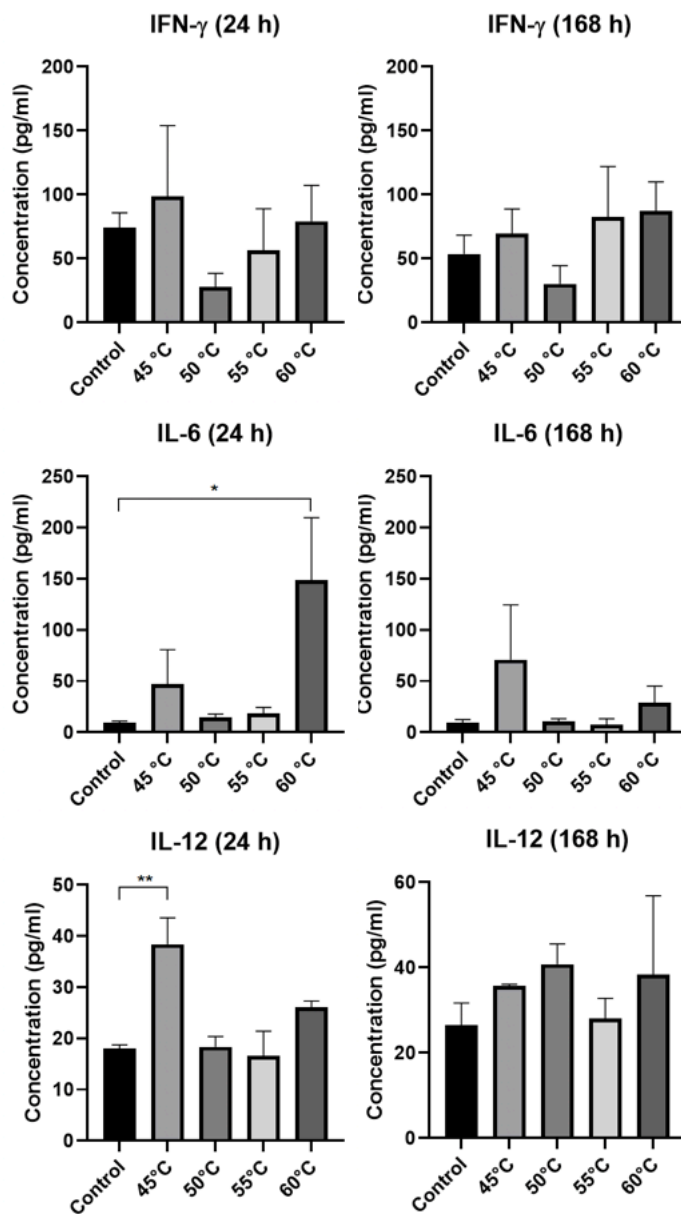 IFN-γ (24 h)
Concentration (pg/ml)
200
150
100
50
0
Control
45 °C
50 °C
55 °C
60 °C
IFN-γ (168 h)
Concentration (pg/ml)
200
150
100
50
0
Control
45 °C
50 °C
55 °C
60 °C
IL-6 (24 h)
Concentration (pg/ml)
250
200
150
100
50
0
*
Control
45 °C
50 °C
55 °C
60 °C
IL-6 (168 h)
Concentration (pg/ml)
250
200
150
100
50
0
Control
45 °C
50 °C
55 °C
60 °C
IL-12 (24 h)
Concentration (pg/ml)
50
40
30
20
10
0
**
Control
45°C
50°C
55°C
60°C
IL-12 (168 h)
Concentration (pg/ml)
60
40
20
0
Control
45°C
50°C
55°C
60°C